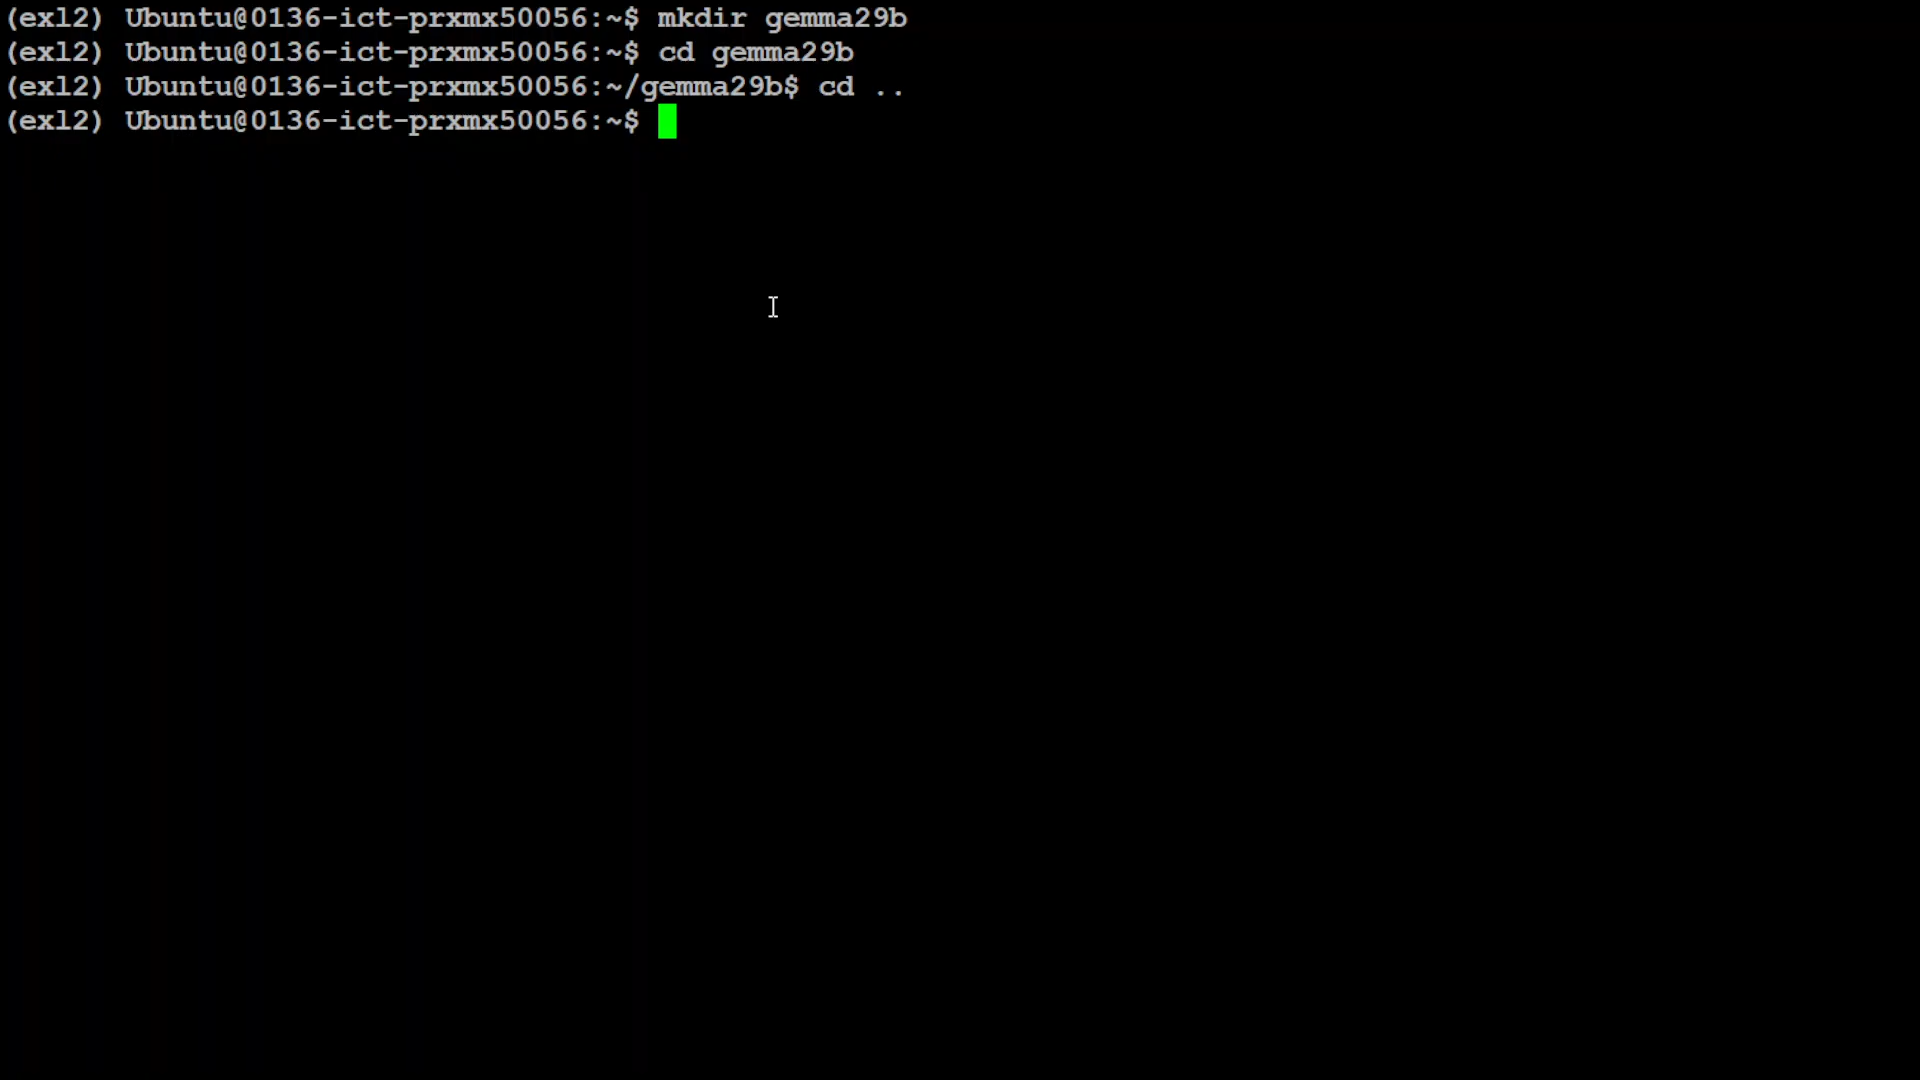 (exl2) Ubuntu@0136-ict-prxmx50056:~$ mkdir gemma29b
(exl2) Ubuntu@0136-ict-prxmx50056:~$ cd gemma29b
(exl2) Ubuntu@0136-ict-prxmx50056:~/gemma29b$ cd ..
(exl2) Ubuntu@0136-ict-prxmx50056:~$